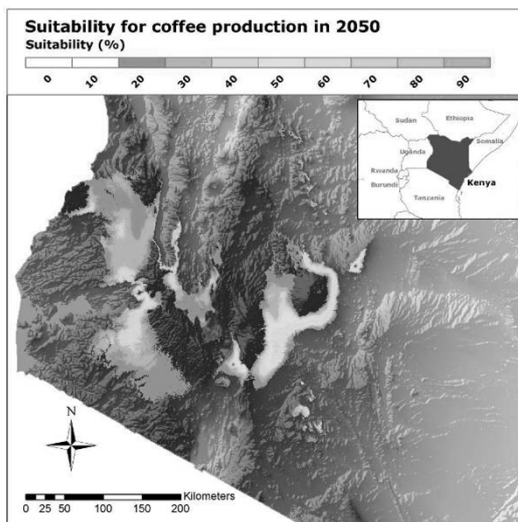 Suitability for coffee production in 2050
Suitability (%)
0 10 20 30 40 50 60 70 80 90
Sudan Ethiopia
Somalia
Uganda
Rwanda
Kenya
Burundi
Tanzania
N
Kilometers
0 25 50 100 150 200